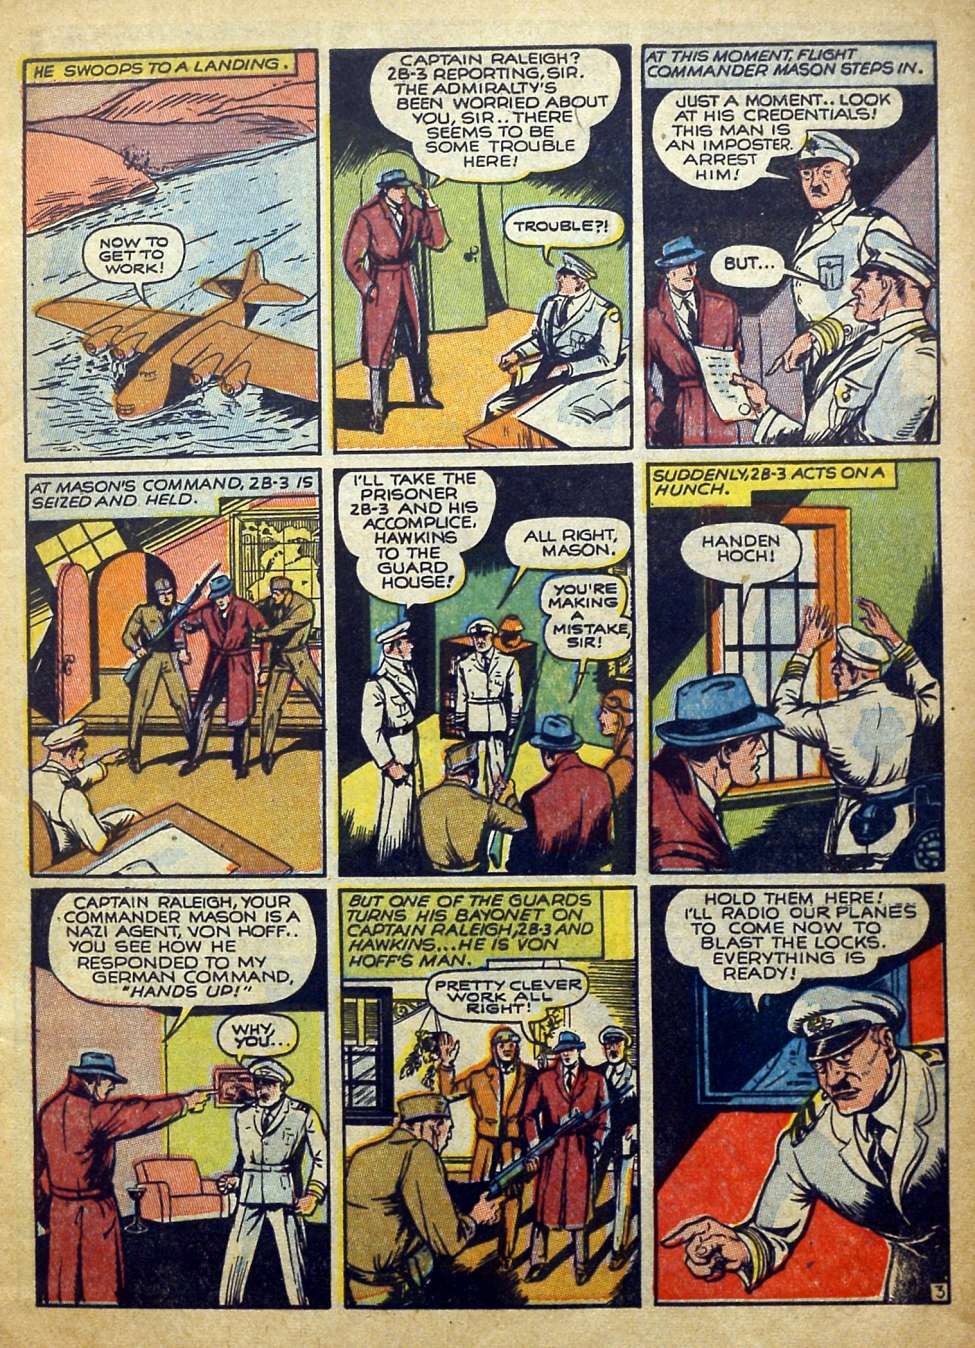 HE SWOOPS TO A LANDING.
NOW TO
GET TO
WORK!
CAPTAIN RALEIGH?
2B-3 REPORTING, SIR.
THE ADMIRALTY'S
BEEN WORRIED ABOUT
YOU, SIR.. THERE
SEEMS TO BE
SOME TROUBLE
HERE!
TROUBLE?!
AT THIS MOMENT, FLIGHT
COMMANDER MASON STEPS IN.
JUST A MOMENT.. LOOK
AT HIS CREDENTIALS!
THIS MAN IS
AN IMPOSTER.
ARREST
HIM!
BUT...
AT MASON'S COMMAND, 2B-3 IS
SEIZED AND HELD.
I'LL TAKE THE
PRISONER
2B-3 AND HIS
ACCOMPLICE,
HAWKINS
TO THE
GUARD
HOUSE!
ALL RIGHT,
MASON.
YOU'RE
MAKING
A
MISTAKE,
SIR!
SUDDENLY, 2B-3 ACTS ON A
HUNCH.
HANDEN
HOCH!
CAPTAIN RALEIGH, YOUR
COMMANDER MASON IS A
NAZI AGENT, VON HOFF..
YOU SEE HOW HE
RESPONDED TO MY
GERMAN COMMAND,
"HANDS UP!"
WHY,
YOU...
BUT ONE OF THE GUARDS
TURNS HIS BAYONET ON
CAPTAIN RALEIGH, 2B-3 AND
HAWKINS,... HE IS VON
HOFF'S MAN.
PRETTY CLEVER
WORK ALL
RIGHT!
HOLD THEM HERE!
I'LL RADIO OUR PLANES
TO COME NOW TO
BLAST THE LOCKS.
EVERYTHING IS
READY!
3